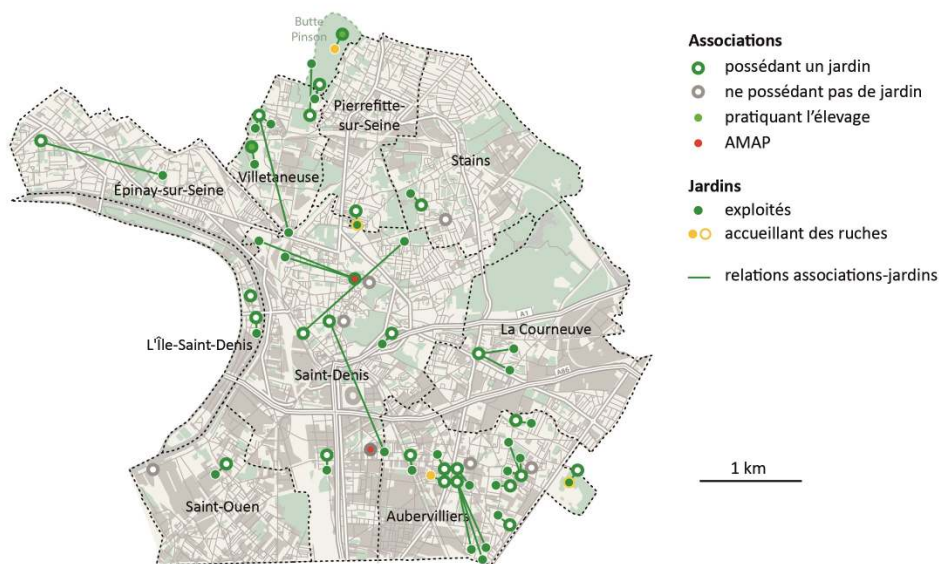 Butte
Pinson
Pierrefitte-
sur-Seine
Stains
Villetaneuse
Épinay-sur-Seine
A1
La Courneuve
L'Île-Saint-Denis
Saint-Denis
A86
Saint-Ouen
Aubervilliers
Associations
possédant un jardin
ne possédant pas de jardin
pratiquant l'élevage
AMAP
Jardins
exploités
accueillant des ruches
relations associations-jardins
1 km